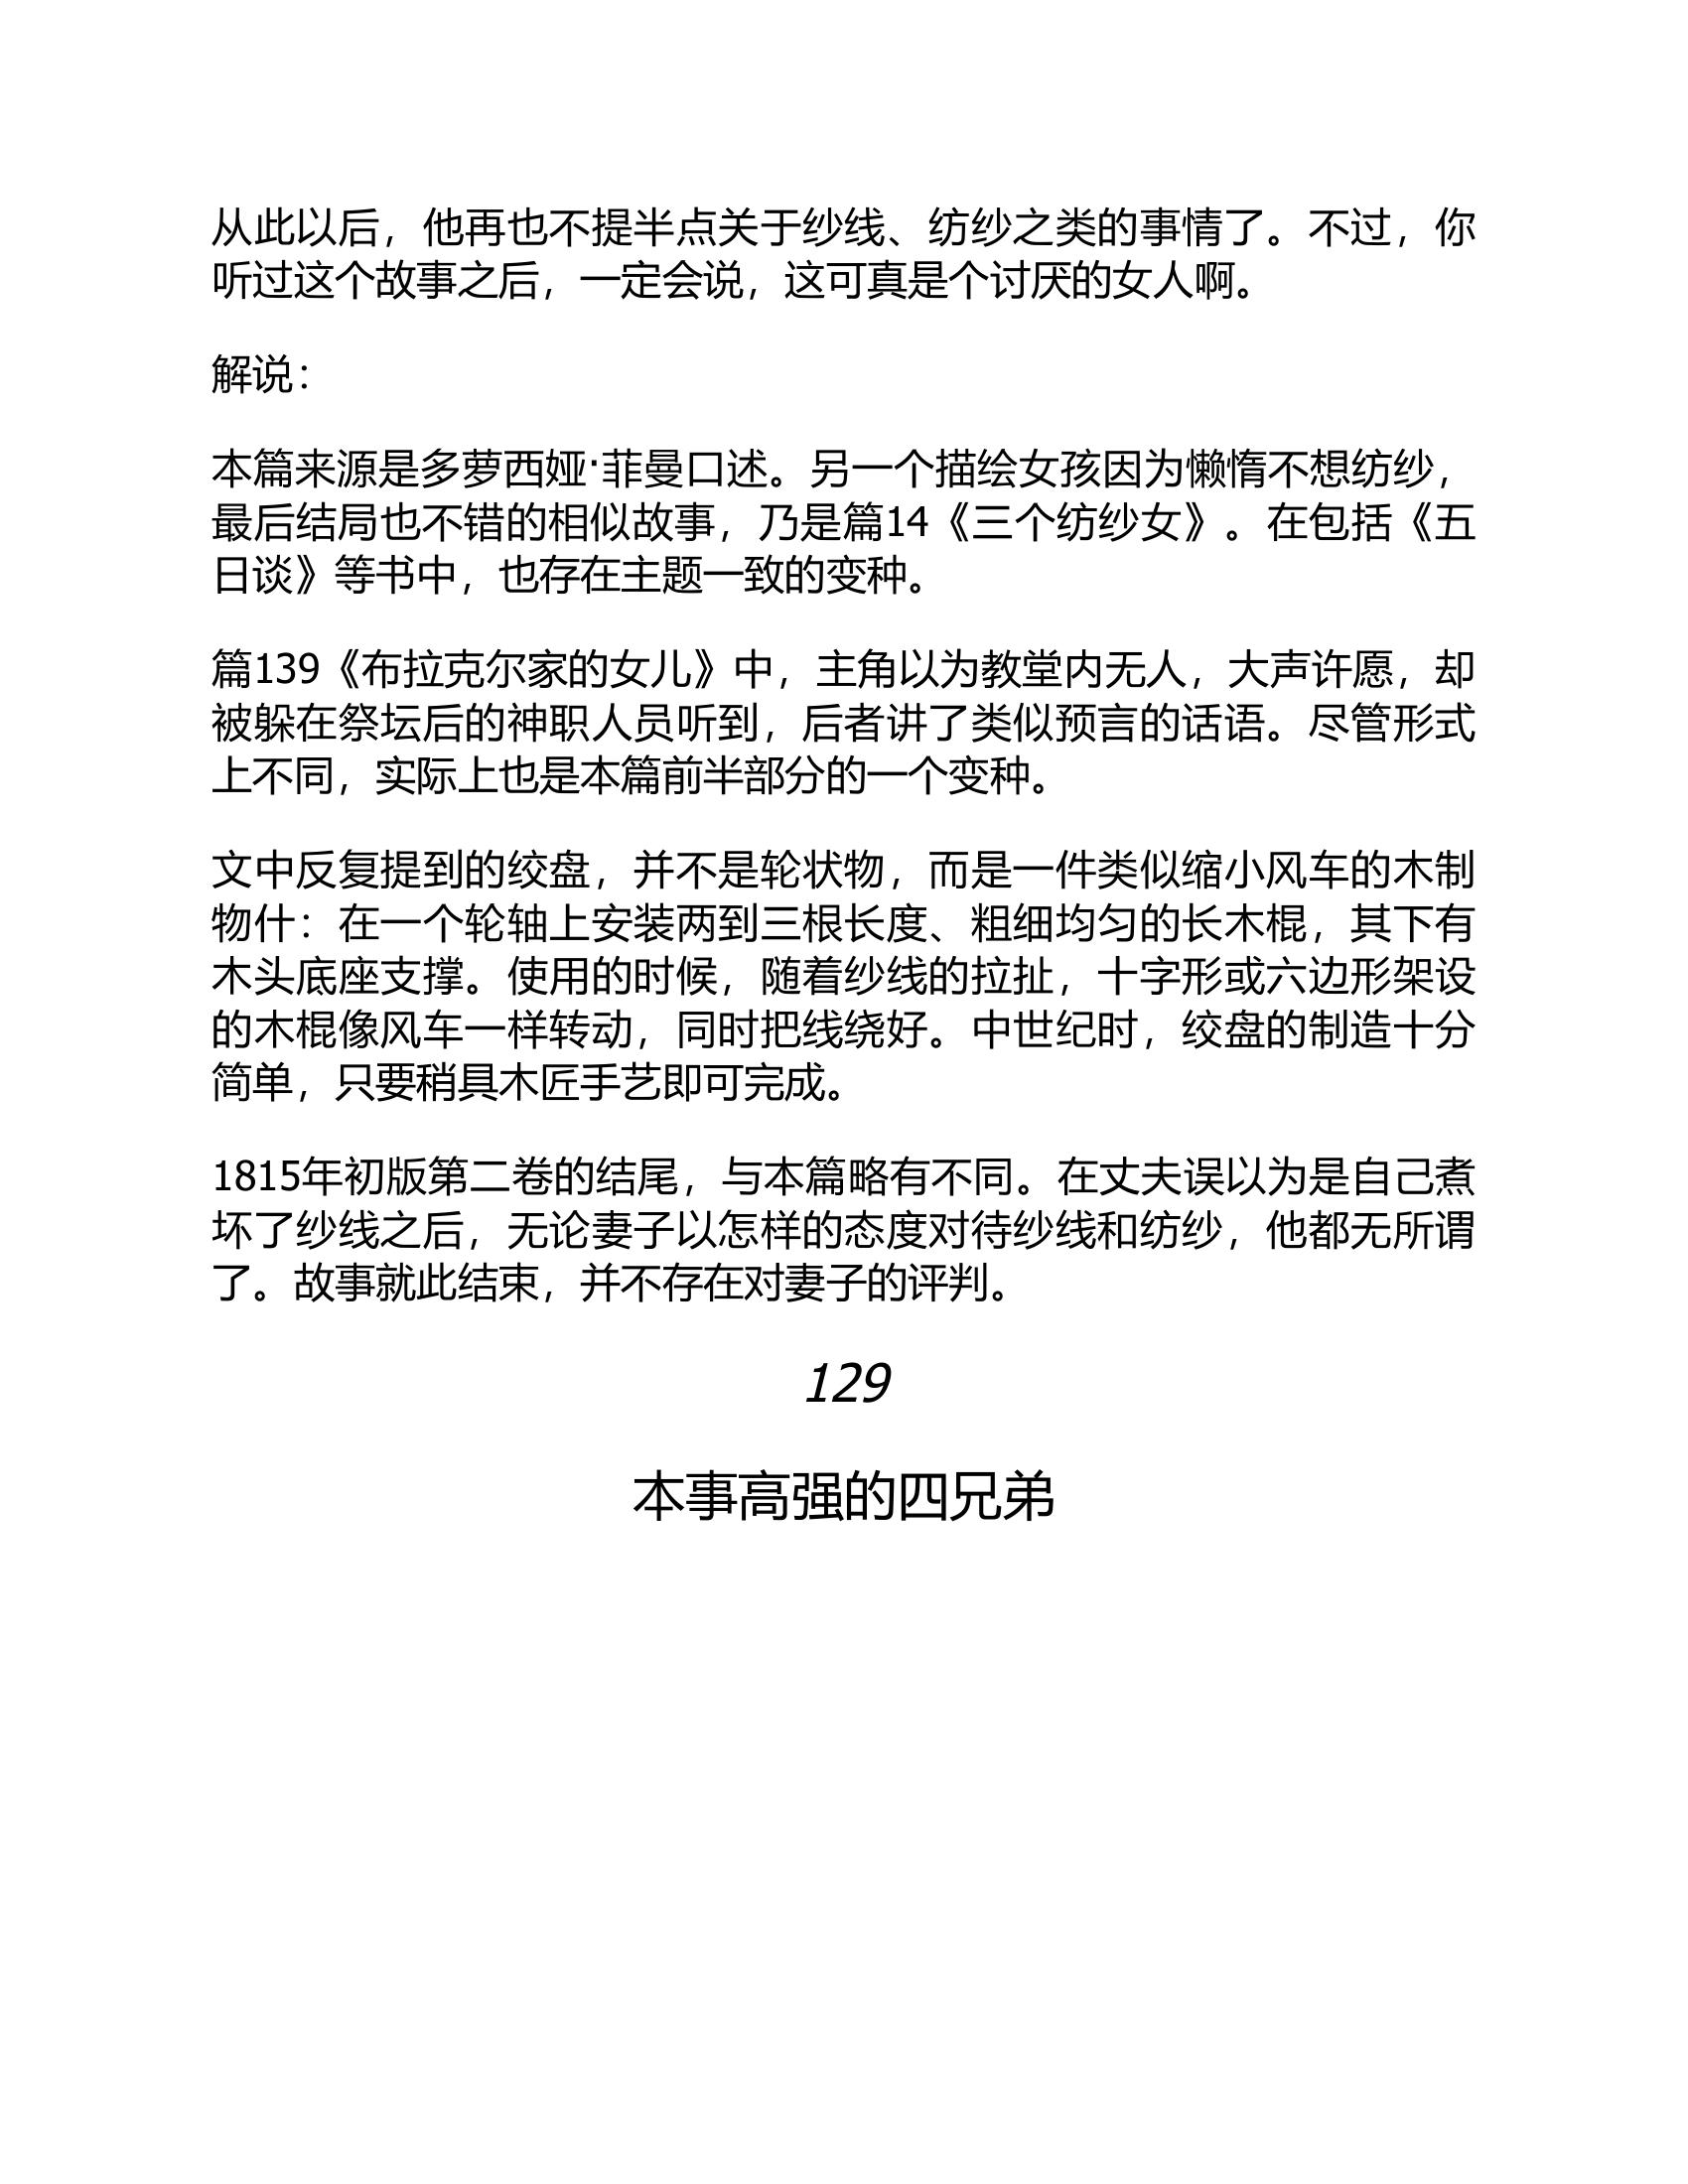 从此以后，他再也不提半点关于纱线、纺纱之类的事情了。不过，你
听过这个故事之后，一定会说，这可真是个讨厌的女人啊。
解说：
本篇来源是多萝西娅·菲曼口述。另一个描绘女孩因为懒惰不想纺纱，
最后结局也不错的相似故事，乃是篇14《三个纺纱女》。在包括《五
日谈》等书中，也存在主题一致的变种。
篇139《布拉克尔家的女儿》中，主角以为教堂内无人，大声许愿，却
被躲在祭坛后的神职人员听到，后者讲了类似预言的话语。尽管形式
上不同，实际上也是本篇前半部分的一个变种。
文中反复提到的绞盘，并不是轮状物，而是一件类似缩小风车的木制
物什：在一个轮轴上安装两到三根长度、粗细均匀的长木棍，其下有
木头底座支撑。使用的时候，随着纱线的拉扯，十字形或六边形架设
的木棍像风车一样转动，同时把线绕好。中世纪时，绞盘的制造十分
简单，只要稍具木匠手艺即可完成。
1815年初版第二卷的结尾，与本篇略有不同。在丈夫误以为是自己煮
坏了纱线之后，无论妻子以怎样的态度对待纱线和纺纱，他都无所谓
了。故事就此结束，并不存在对妻子的评判。
129
本事高强的四兄弟